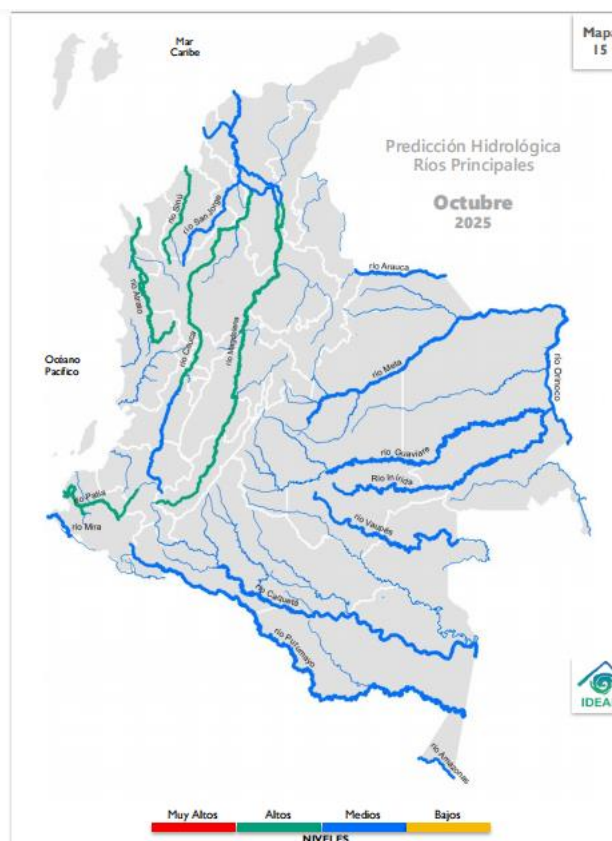 Mar
Caribe
Mapa
15
Predicción Hidrológica
Ríos Principales
Octubre
2025
río Sinú
río San Jorge
río Atrato
río Cauca
río Magdalena
río Arauca
Océano
Pacífico
río Meta
río Orinoco
río Guaviare
Río Inírida
río Patía
río Mira
río Vaupés
río Caquetá
río Putumayo
río Amazonas
IDEAM
Muy Altos
Altos
Medios
Bajos
NIVELES